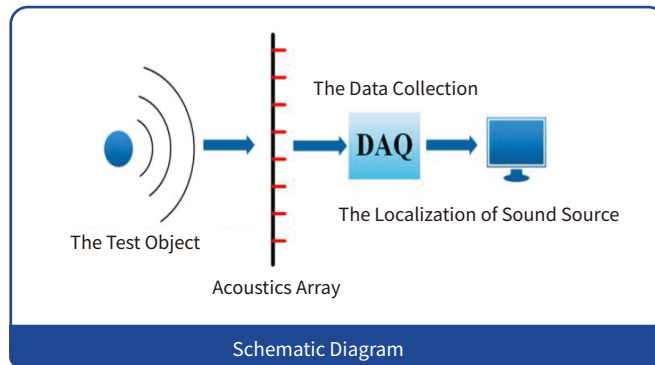 The Data Collection
DAQ
The Localization of Sound Source
The Test Object
Acoustics Array
Schematic Diagram